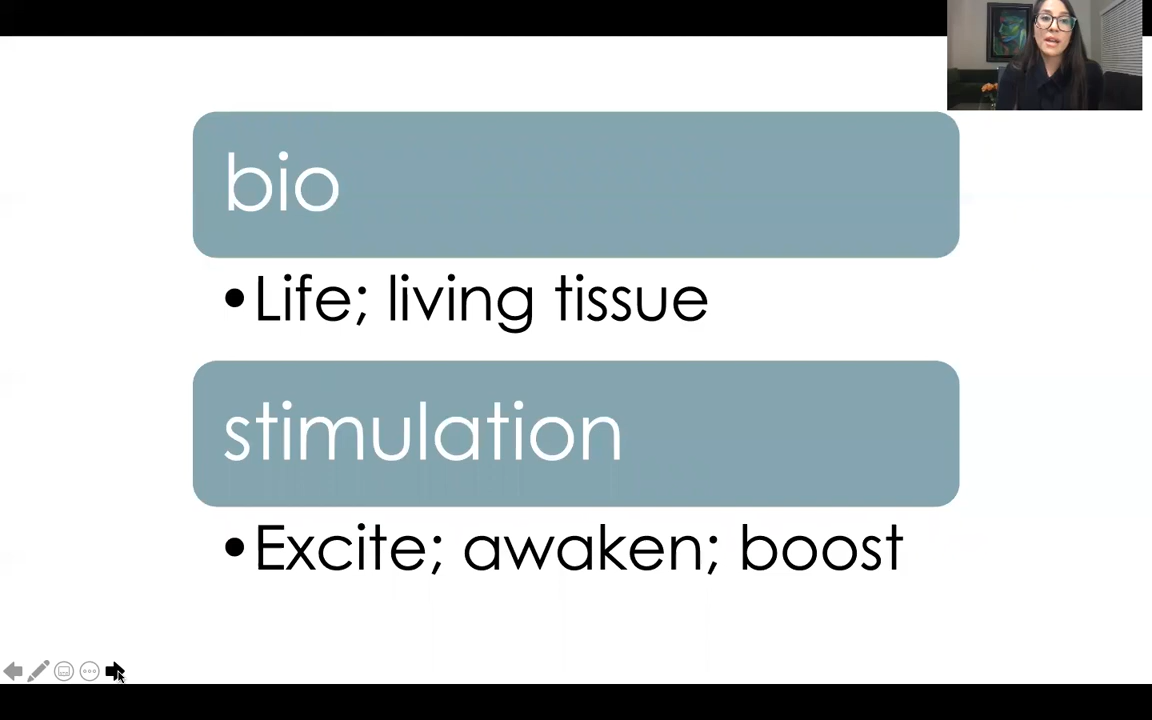 bio
•Life; living tissue
stimulation
•Excite; awaken; boost